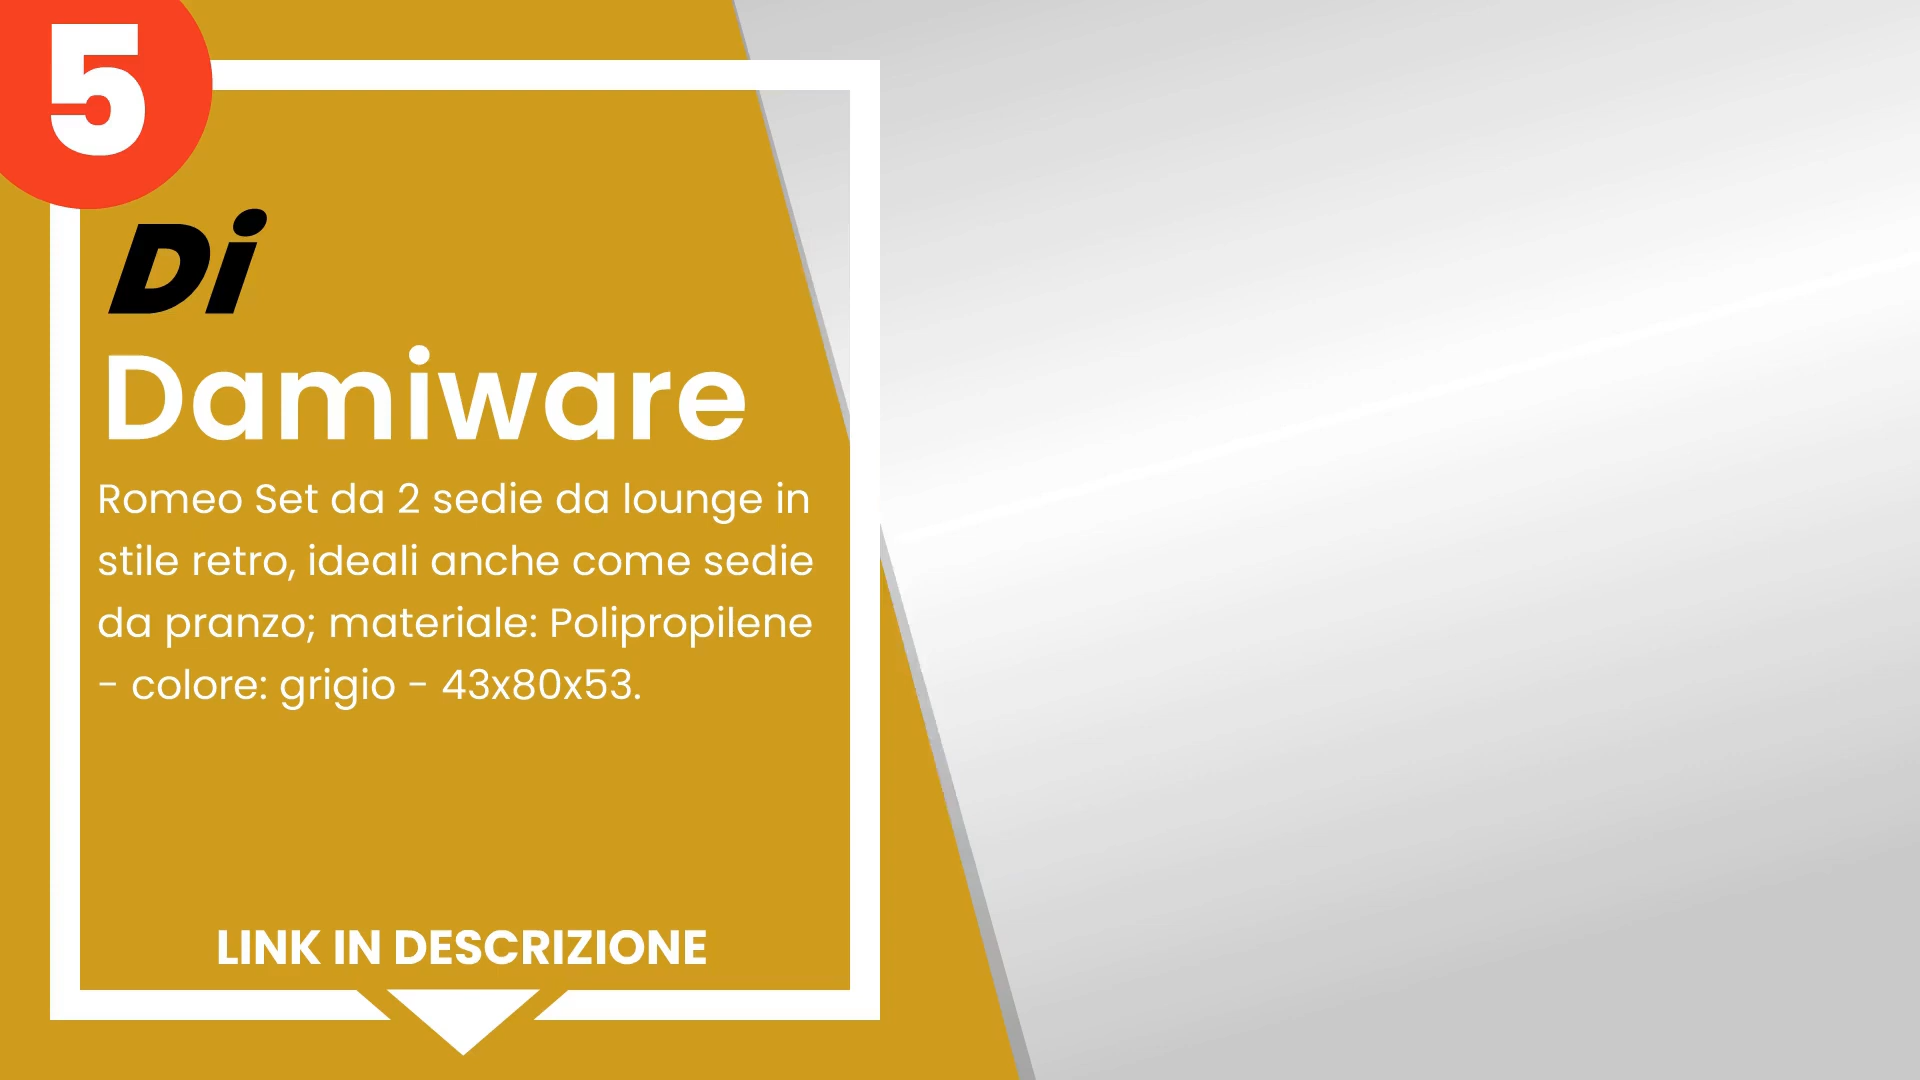 5
Di
Damiware
Romeo Set da 2 sedie da lounge in
stile retro, ideali anche come sedie
da pranzo; materiale: Polipropilene
- colore: grigio - 43x80x53.
LINK IN DESCRIZIONE